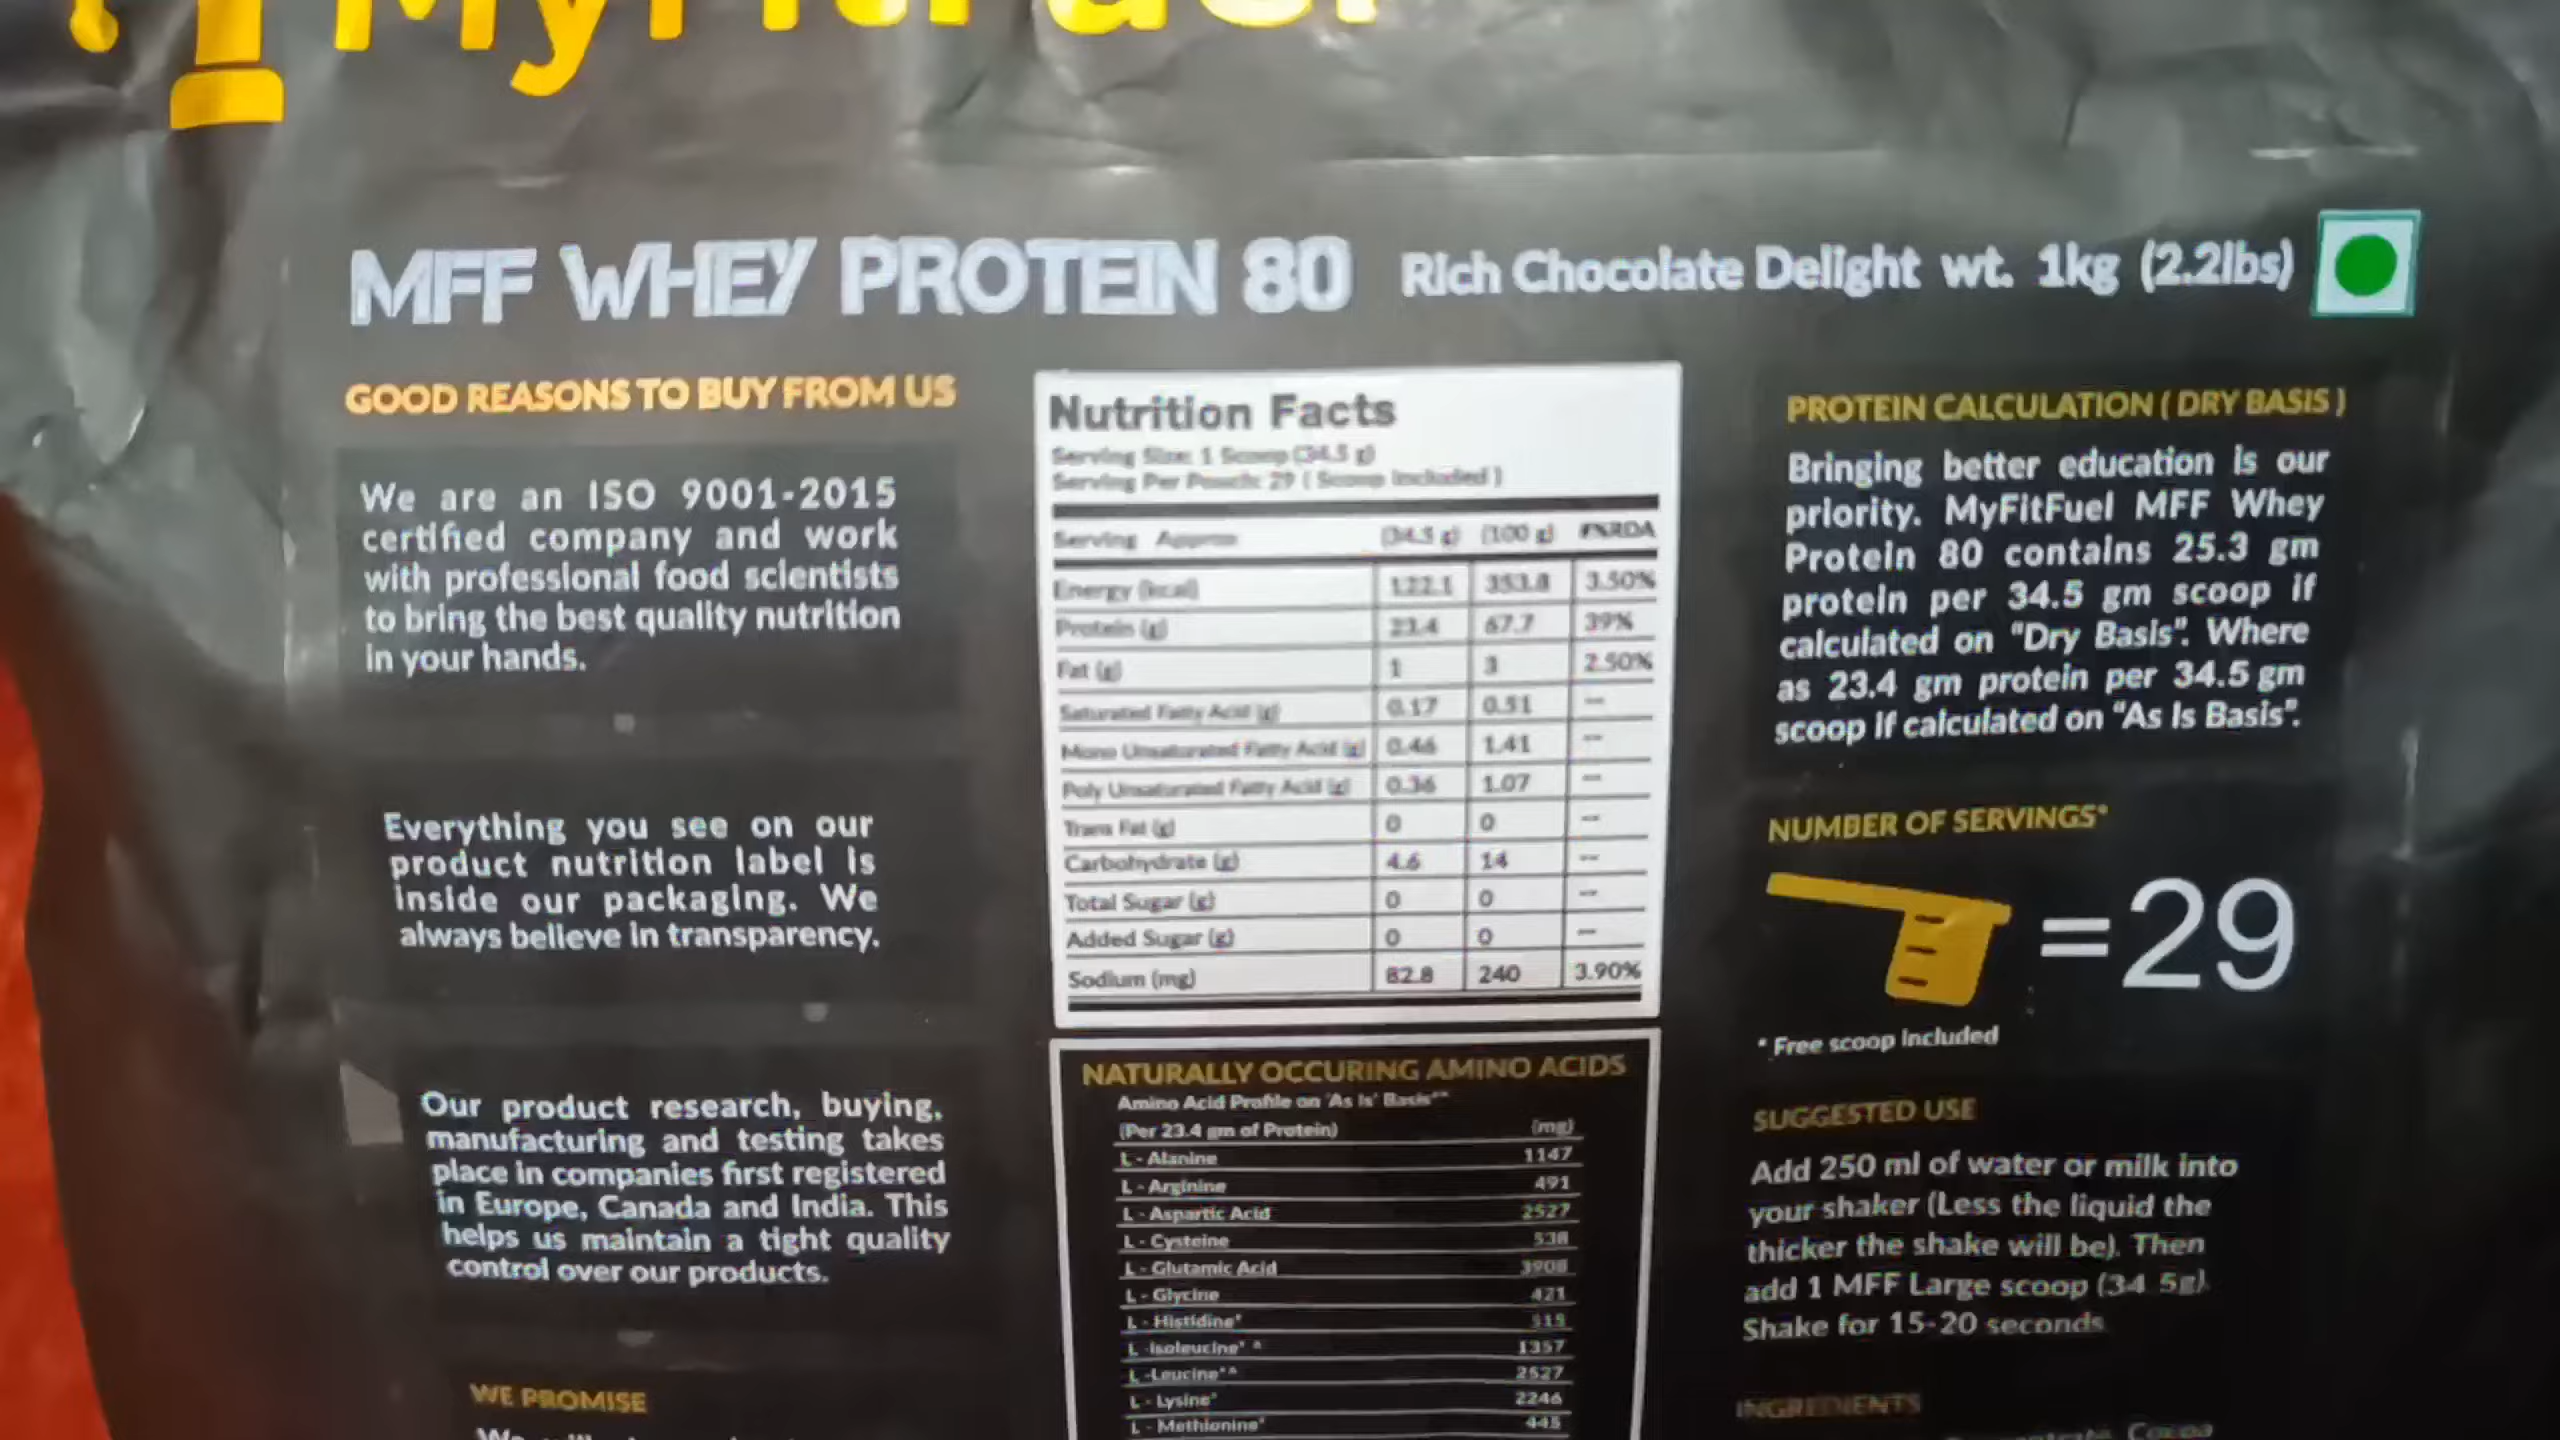 MyFitFuel
MFF WHEY PROTEIN 80 Rich Chocolate Delight wt. 1kg (2.2lbs)
GOOD REASONS TO BUY FROM US
We are an ISO 9001-2015
certified company and work
with professional food scientists
to bring the best quality nutrition
in your hands.
Everything you see on our
product nutrition label is
inside our packaging. We
always believe in transparency.
Our product research, buying,
manufacturing and testing takes
place in companies first registered
in Europe, Canada and India. This
helps us maintain a tight quality
control over our products.
WE PROMISE
Nutrition Facts
Serving Size: 1 Scoop (34.5 g)
Serving Per Pouch: 29 ( Scoop Included )
Serving Approx (34.5 g) (100 g) #%RDA
Energy (kcal) 122.1 353.8 3.50%
Protein (g) 23.4 67.7 39%
Fat (g) 1 3 2.50%
Saturated Fatty Acid (g) 0.17 0.51 --
Mono Unsaturated Fatty Acid (g) 0.46 1.41 --
Poly Unsaturated Fatty Acid (g) 0.36 1.07 --
Trans Fat (g) 0 0 --
Carbohydrate (g) 4.6 14 --
Total Sugar (g) 0 0 --
Added Sugar (g) 0 0 --
Sodium (mg) 82.8 240 3.90%
NATURALLY OCCURING AMINO ACIDS
Amino Acid Profile on 'As Is' Basis**
(Per 23.4 gm of Protein) (mg)
L - Alanine 1147
L - Arginine 491
L - Aspartic Acid 2527
L - Cysteine 538
L - Glutamic Acid 3908
L - Glycine 421
L - Histidine*
L -Isoleucine* ^ 1357
L -Leucine*^ 2527
L - Lysine* 2246
L - Methionine* 445
PROTEIN CALCULATION ( DRY BASIS )
Bringing better education is our
priority. MyFitFuel MFF Whey
Protein 80 contains 25.3 gm
protein per 34.5 gm scoop if
calculated on "Dry Basis". Where
as 23.4 gm protein per 34.5 gm
scoop if calculated on "As Is Basis".
NUMBER OF SERVINGS*
=29
* Free scoop included
SUGGESTED USE
Add 250 ml of water or milk into
your shaker (Less the liquid the
thicker the shake will be). Then
add 1 MFF Large scoop (34 5g)
Shake for 15-20 seconds
INGREDIENTS
Cocoa